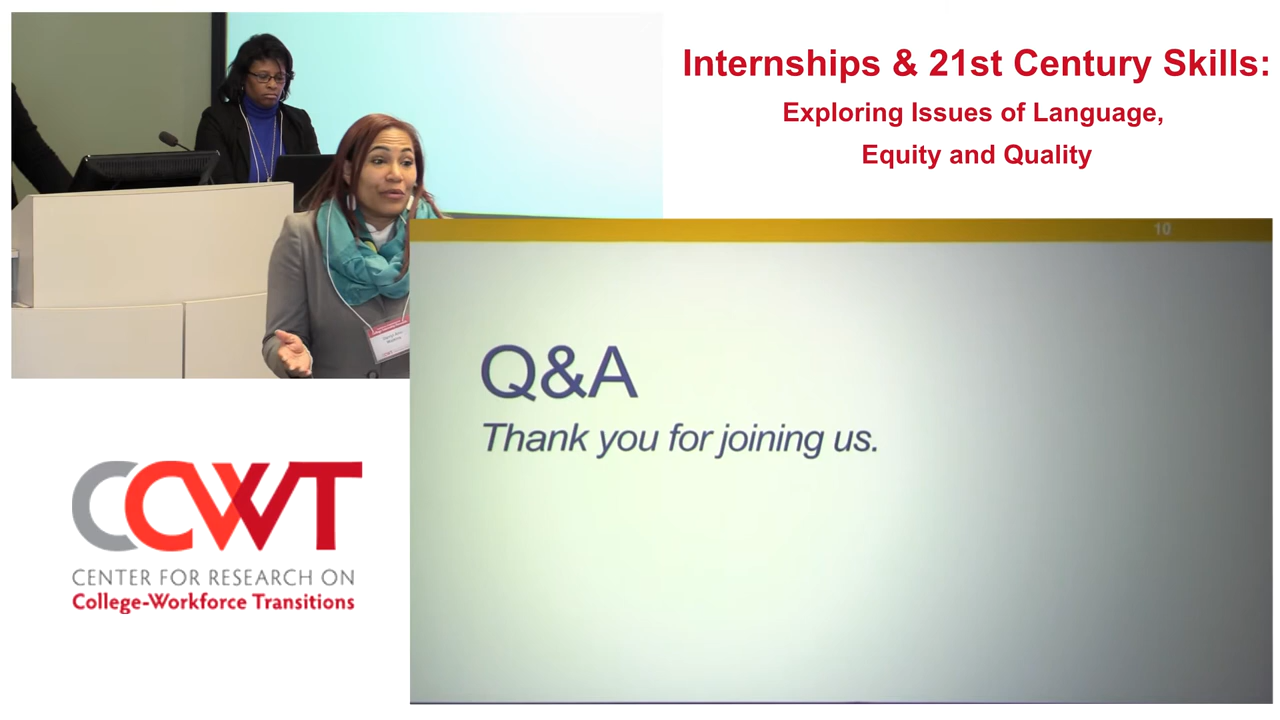 Internships & 21st Century Skills:
Exploring Issues of Language,
Equity and Quality
10
Q&A
Thank you for joining us.
CCWT
CENTER FOR RESEARCH ON
College-Workforce Transitions